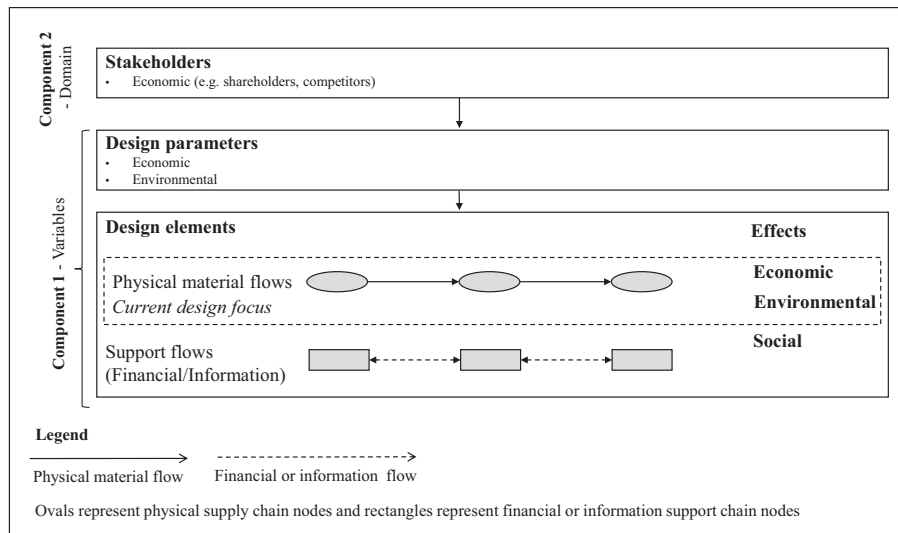 Component 2
- Domain
Stakeholders
• Economic (e.g. shareholders, competitors)
Component 1 - Variables
Design parameters
• Economic
• Environmental
Design elements
Effects
Physical material flows
Current design focus
Economic
Environmental
Social
Support flows
(Financial/Information)
Legend
Physical material flow
Financial or information flow
Ovals represent physical supply chain nodes and rectangles represent financial or information support chain nodes